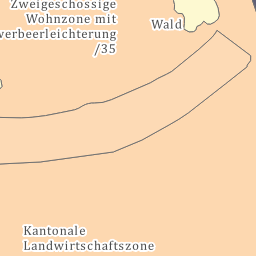 Zweigeschossige
Wohnzone mit
verbeerleichterung
/35
Wald
Kantonale
Landwirtschaftszone